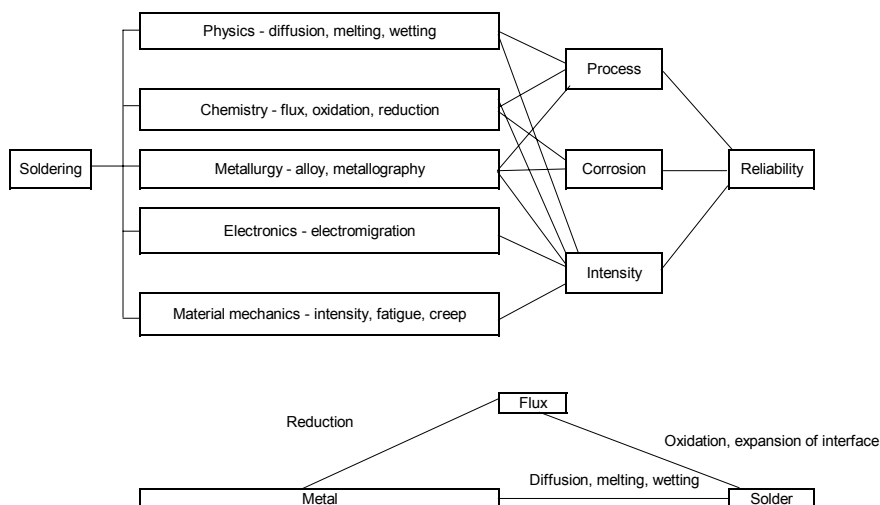 Physics - diffusion, melting, wetting
Process
Chemistry - flux, oxidation, reduction
Soldering
Metallurgy - alloy, metallography
Corrosion
Reliability
Electronics - electromigration
Intensity
Material mechanics - intensity, fatigue, creep
Flux
Reduction
Oxidation, expansion of interface
Diffusion, melting, wetting
Metal
Solder